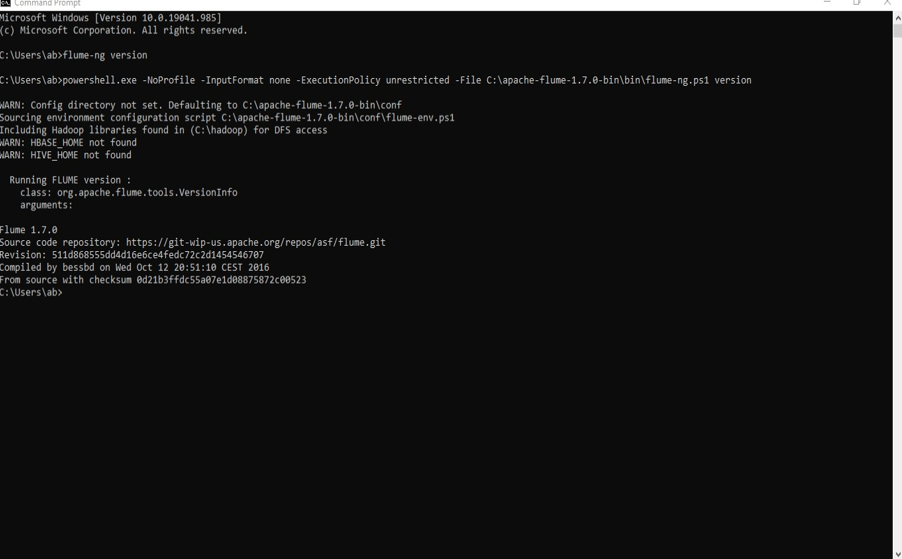 Command Prompt
Microsoft Windows [Version 10.0.19041.985]
(c) Microsoft Corporation. All rights reserved.
C:\Users\ab>flume-ng version
C:\Users\ab>powershell.exe -NoProfile -InputFormat none -ExecutionPolicy unrestricted -File C:\apache-flume-1.7.0-bin\bin\flume-ng.ps1 version
WARN: Config directory not set. Defaulting to C:\apache-flume-1.7.0-bin\conf
Sourcing environment configuration script C:\apache-flume-1.7.0-bin\conf\flume-env.ps1
Including Hadoop libraries found in (C:\hadoop) for DFS access
WARN: HBASE_HOME not found
WARN: HIVE_HOME not found
Running FLUME version :
class: org.apache.flume.tools.VersionInfo
arguments:
Flume 1.7.0
Source code repository: https://git-wip-us.apache.org/repos/asf/flume.git
Revision: 511d868555dd4d16e6ce4fedc72c2d1454546707
Compiled by bessbd on Wed Oct 12 20:51:10 CEST 2016
From source with checksum 0d21b3ffdc55a07e1d08875872c00523
C:\Users\ab>